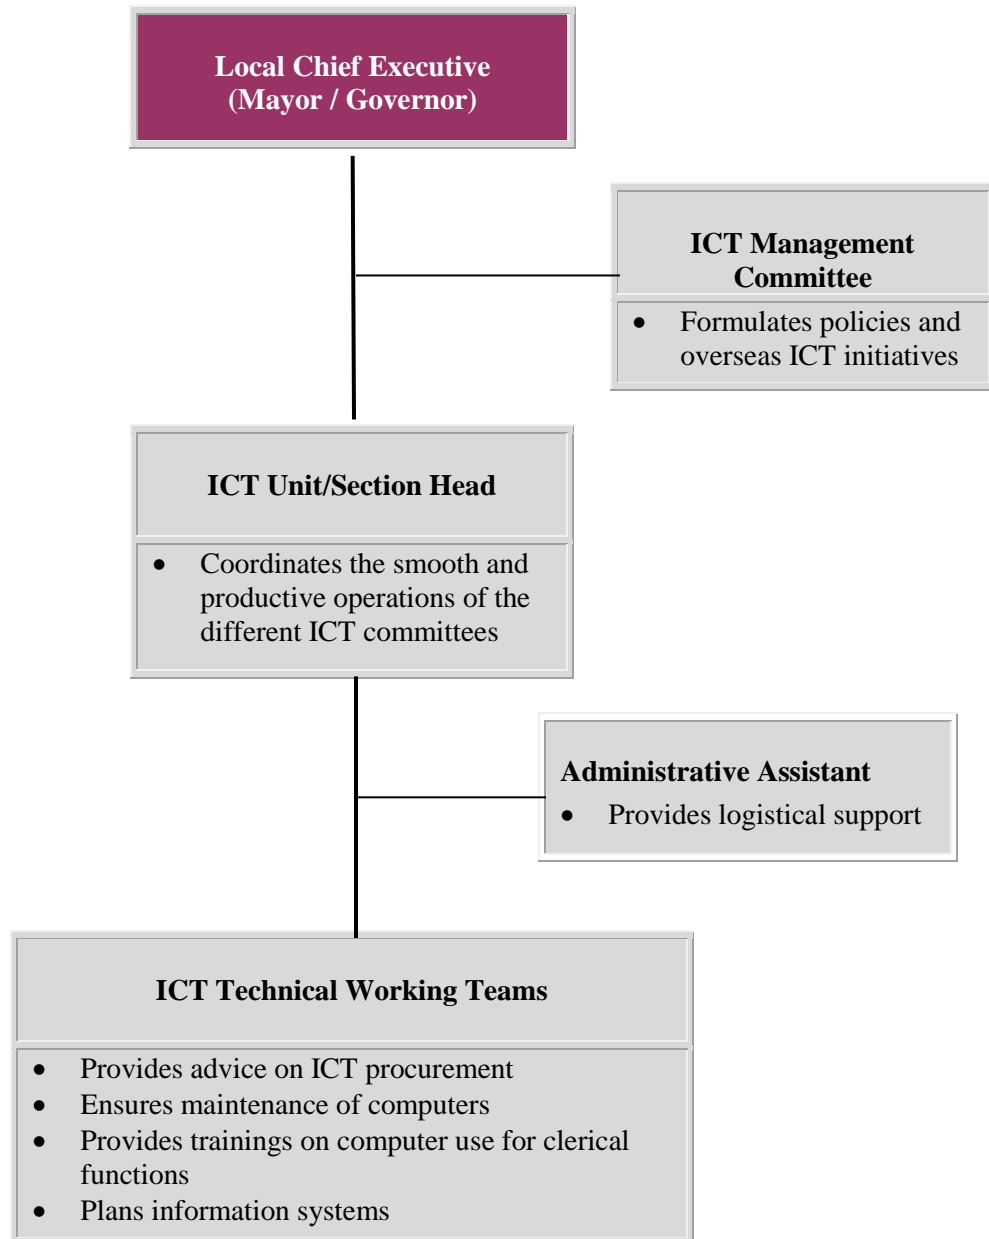 Local Chief Executive
(Mayor / Governor)
ICT Management
Committee
• Formulates policies and
overseas ICT initiatives
ICT Unit/Section Head
• Coordinates the smooth and
productive operations of the
different ICT committees
Administrative Assistant
• Provides logistical support
ICT Technical Working Teams
• Provides advice on ICT procurement
• Ensures maintenance of computers
• Provides trainings on computer use for clerical
functions
• Plans information systems